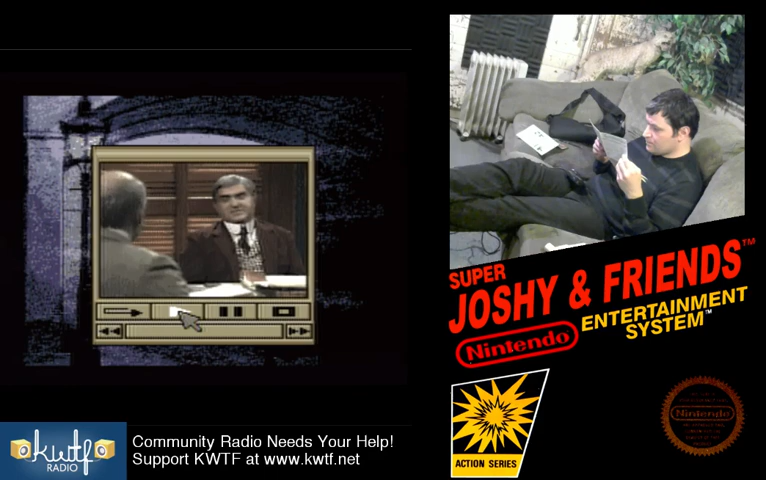 SUPER
JOSHY & FRIENDS™
Nintendo
ENTERTAINMENT
SYSTEM™
ACTION SERIES
Nintendo
kwtf
RADIO
Community Radio Needs Your Help!
Support KWTF at www.kwtf.net